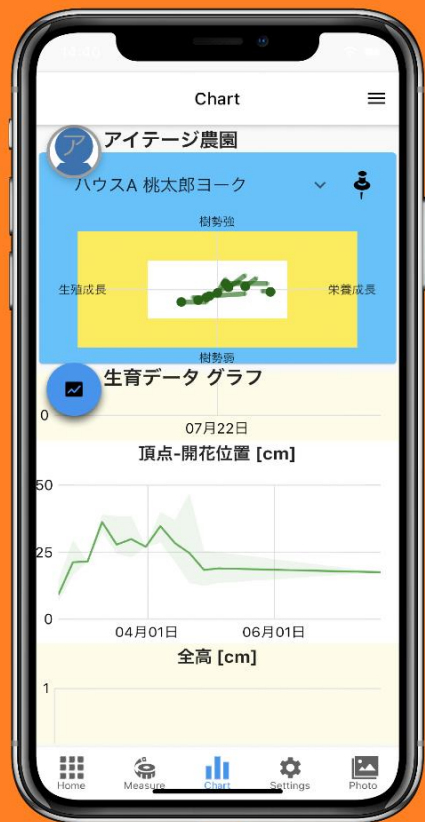 Chart
ア
アイテージ農園
ハウスA 桃太郎ヨーク
樹勢強
生殖成長
栄養成長
樹勢弱
生育データ グラフ
0
07月22日
頂点-開花位置 [cm]
50
25
0
04月01日
06月01日
全高 [cm]
1
Home
Measure
Chart
Settings
Photo